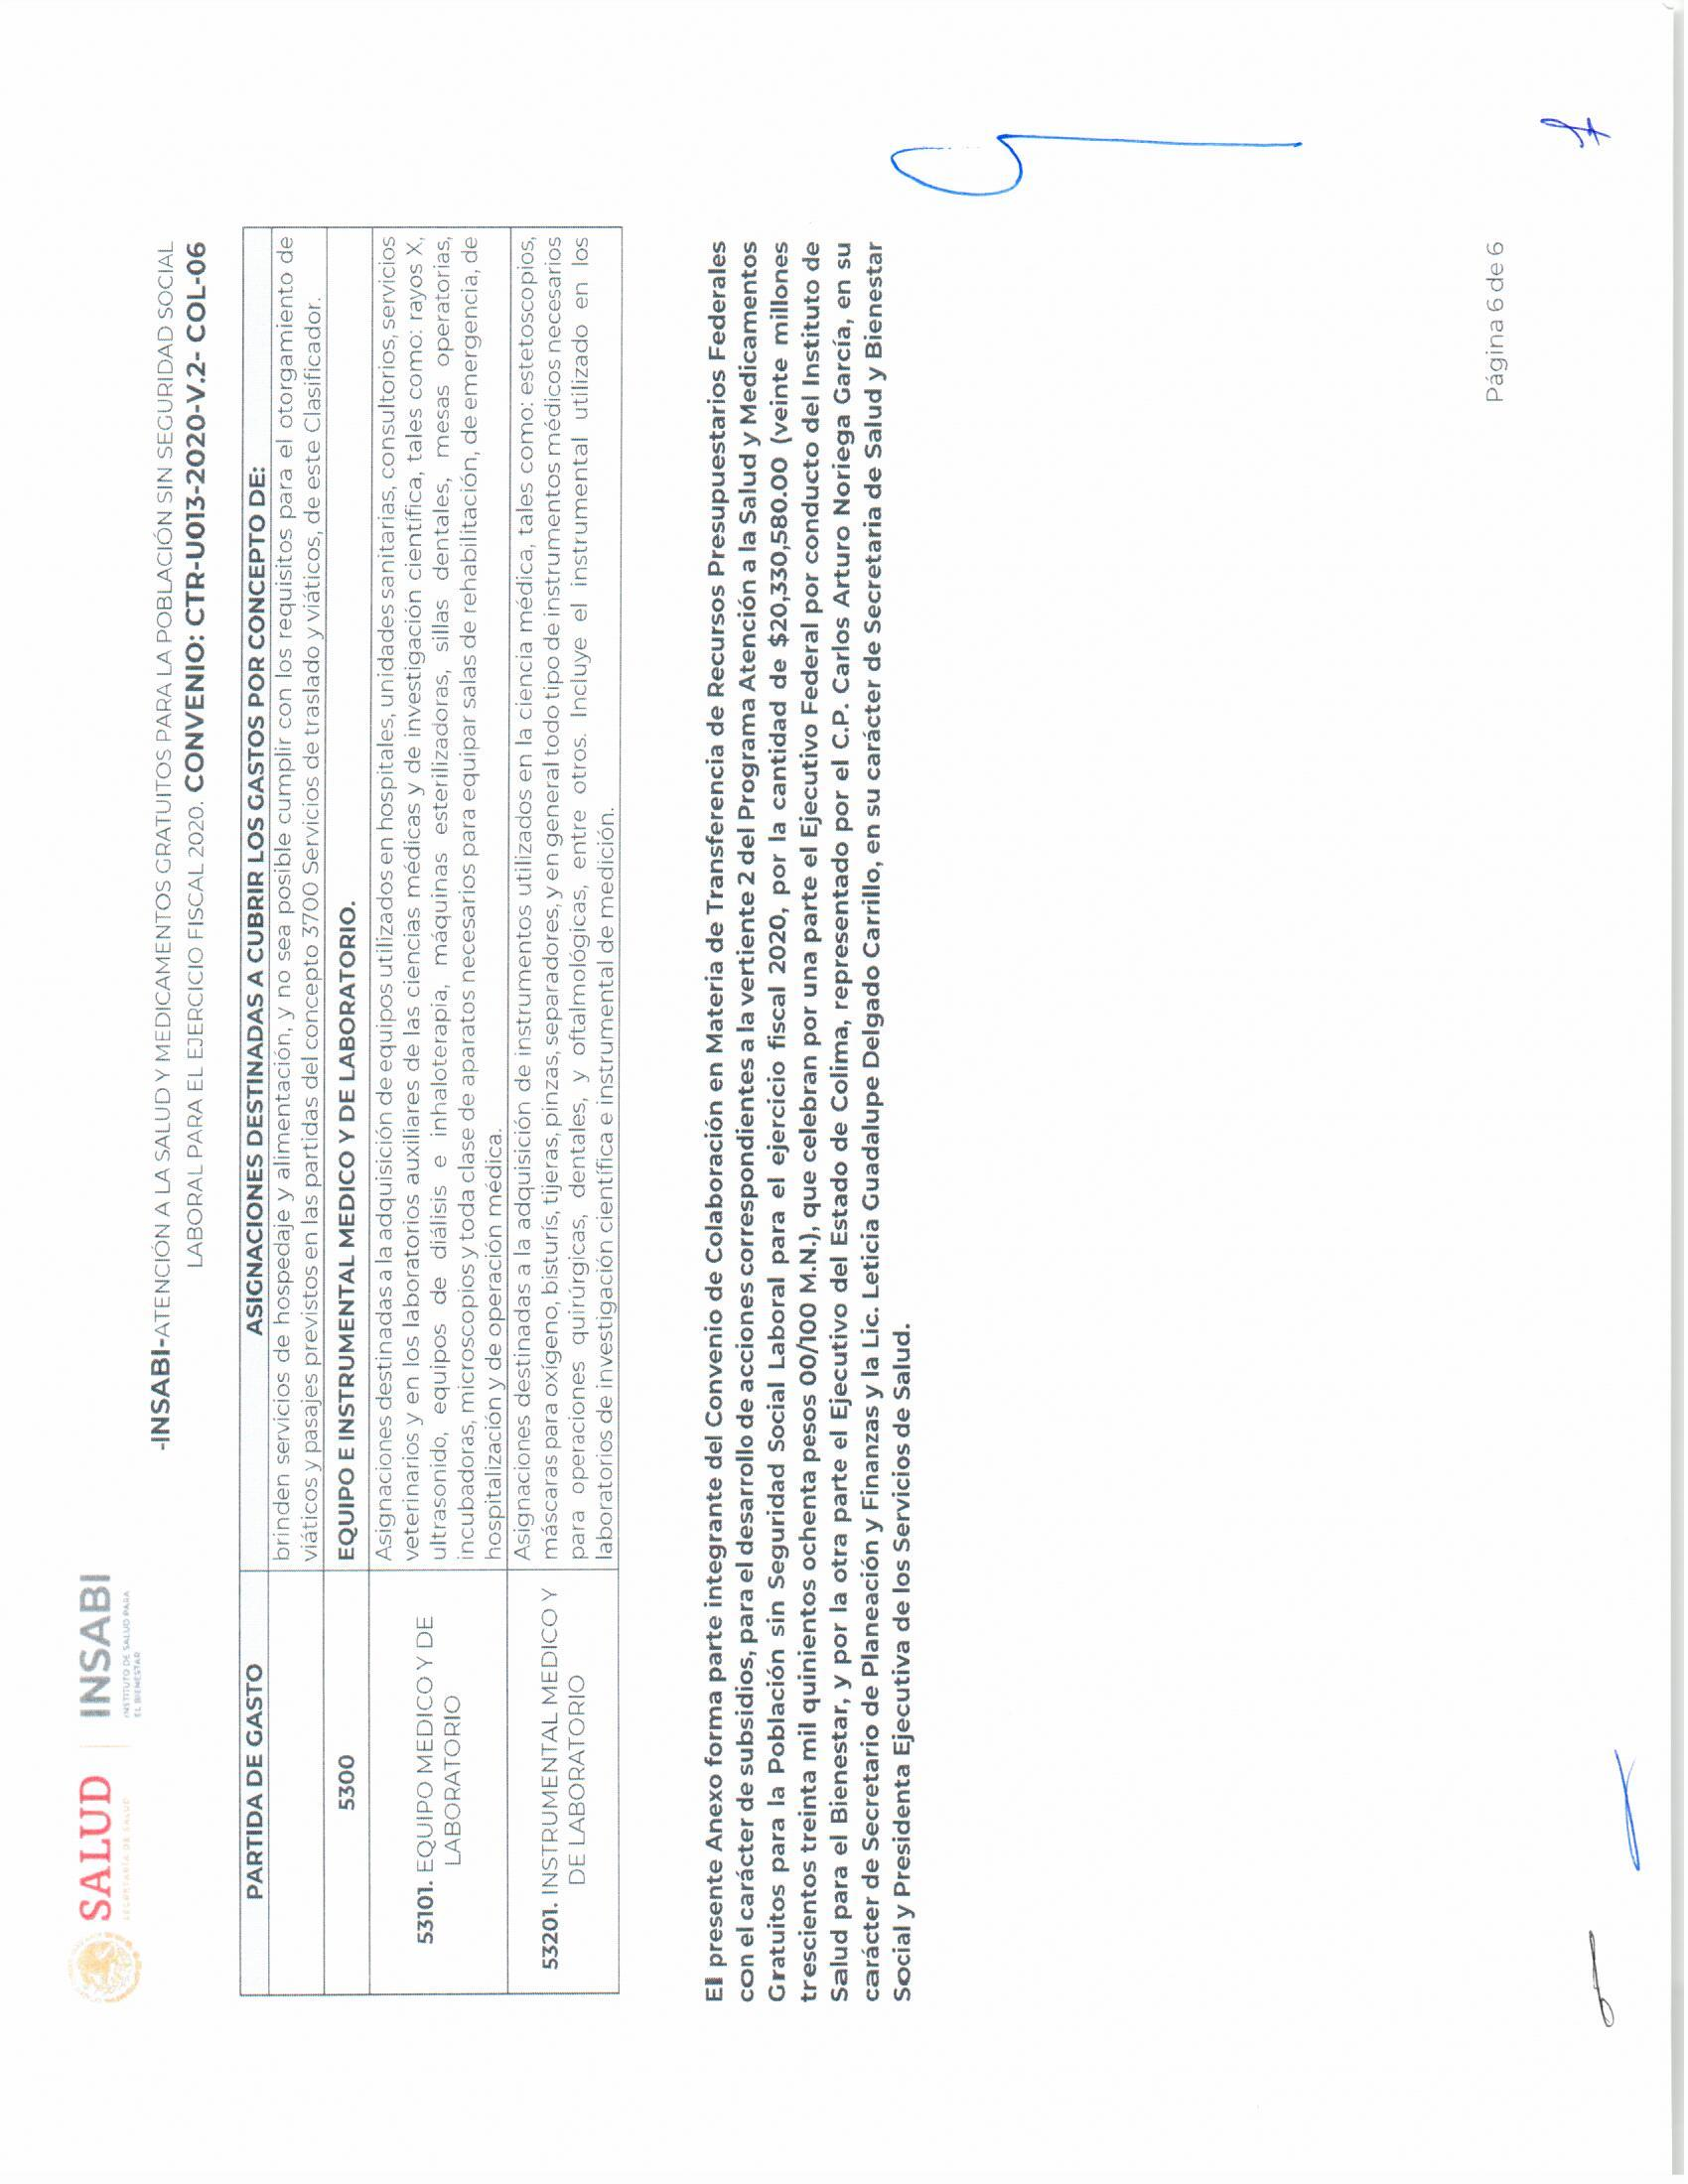 SALUD
SECRETARÍA DE SALUD
INSABI
INSTITUTO DE SALUD PARA
EL BIENESTAR
-INSABI-ATENCIÓN A LA SALUD Y MEDICAMENTOS GRATUITOS PARA LA POBLACIÓN SIN SEGURIDAD SOCIAL
LABORAL PARA EL EJERCICIO FISCAL 2020. CONVENIO: CTR-U013-2020-V.2- COL-06
PARTIDA DE GASTO
ASIGNACIONES DESTINADAS A CUBRIR LOS GASTOS POR CONCEPTO DE:
brinden servicios de hospedaje y alimentación, y no sea posible cumplir con los requisitos para el otorgamiento de
viáticos y pasajes previstos en las partidas del concepto 3700 Servicios de traslado y viáticos, de este Clasificador.
5300
EQUIPO E INSTRUMENTAL MEDICO Y DE LABORATORIO.
53101. EQUIPO MEDICO Y DE
LABORATORIO
Asignaciones destinadas a la adquisición de equipos utilizados en hospitales, unidades sanitarias, consultorios, servicios
veterinarios y en los laboratorios auxiliares de las ciencias médicas y de investigación científica, tales como: rayos X,
ultrasonido, equipos de diálisis e inhaloterapia, máquinas esterilizadoras, sillas dentales, mesas operatorias,
incubadoras, microscopios y toda clase de aparatos necesarios para equipar salas de rehabilitación, de emergencia, de
hospitalización y de operación médica.
53201. INSTRUMENTAL MEDICO Y
DE LABORATORIO
Asignaciones destinadas a la adquisición de instrumentos utilizados en la ciencia médica, tales como: estetoscopios,
máscaras para oxígeno, bisturís, tijeras, pinzas, separadores, y en general todo tipo de instrumentos médicos necesarios
para operaciones quirúrgicas, dentales, y oftalmológicas, entre otros. Incluye el instrumental utilizado en los
laboratorios de investigación científica e instrumental de medición.
El presente Anexo forma parte integrante del Convenio de Colaboración en Materia de Transferencia de Recursos Presupuestarios Federales
con el carácter de subsidios, para el desarrollo de acciones correspondientes a la vertiente 2 del Programa Atención a la Salud y Medicamentos
Gratuitos para la Población sin Seguridad Social Laboral para el ejercicio fiscal 2020, por la cantidad de $20,330,580.00 (veinte millones
trescientos treinta mil quinientos ochenta pesos 00/100 M.N.), que celebran por una parte el Ejecutivo Federal por conducto del Instituto de
Salud para el Bienestar, y por la otra parte el Ejecutivo del Estado de Colima, representado por el C.P. Carlos Arturo Noriega García, en su
carácter de Secretario de Planeación y Finanzas y la Lic. Leticia Guadalupe Delgado Carrillo, en su carácter de Secretaria de Salud y Bienestar
Social y Presidenta Ejecutiva de los Servicios de Salud.
Página 6 de 6